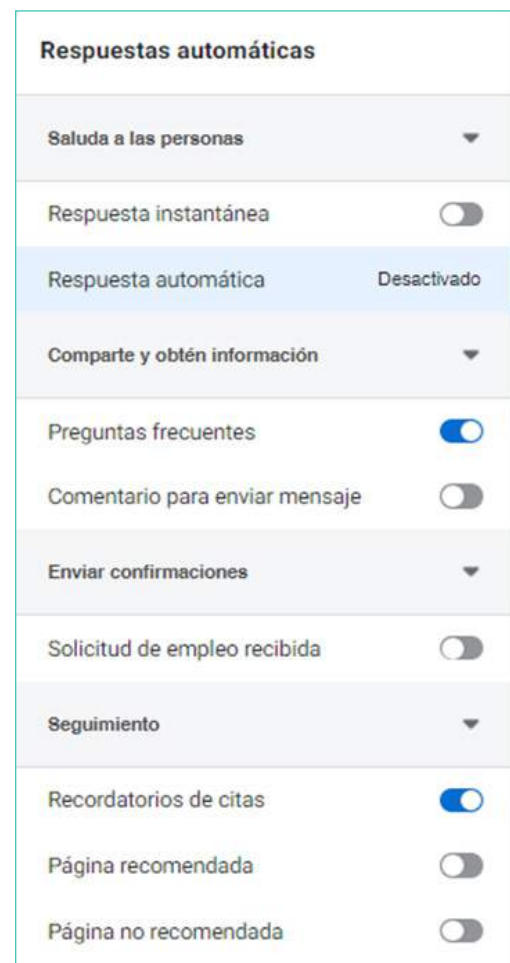 Respuestas automáticas
Saluda a las personas
Respuesta instantánea
Respuesta automática Desactivado
Comparte y obtén información
Preguntas frecuentes
Comentario para enviar mensaje
Enviar confirmaciones
Solicitud de empleo recibida
Seguimiento
Recordatorios de citas
Página recomendada
Página no recomendada